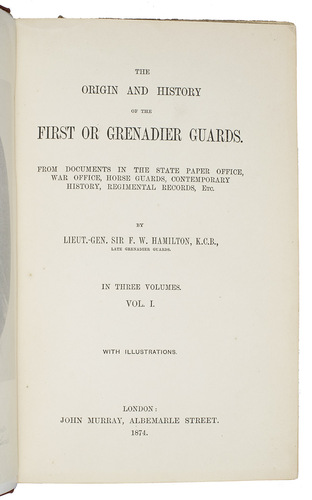 THE
ORIGIN AND HISTORY
OF THE
FIRST OR GRENADIER GUARDS.
FROM DOCUMENTS IN THE STATE PAPER OFFICE,
WAR OFFICE, HORSE GUARDS, CONTEMPORARY
HISTORY, REGIMENTAL RECORDS, Etc.
BY
LIEUT.-GEN. SIR F. W. HAMILTON, K.C.B.,
LATE GRENADIER GUARDS.
IN THREE VOLUMES.
VOL. I.
WITH ILLUSTRATIONS.
LONDON:
JOHN MURRAY, ALBEMARLE STREET.
1874.